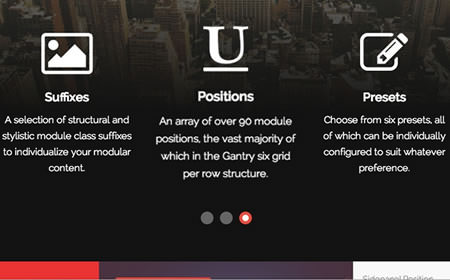 U
Suffixes
A selection of structural and
stylistic module class suffixes
to individualize your modular
content.
Positions
An array of over 90 module
positions, the vast majority of
which in the Gantry six grid
per row structure.
Presets
Choose from six presets, all
of which can be individually
configured to suit whatever
preference.
Sidepanel Position